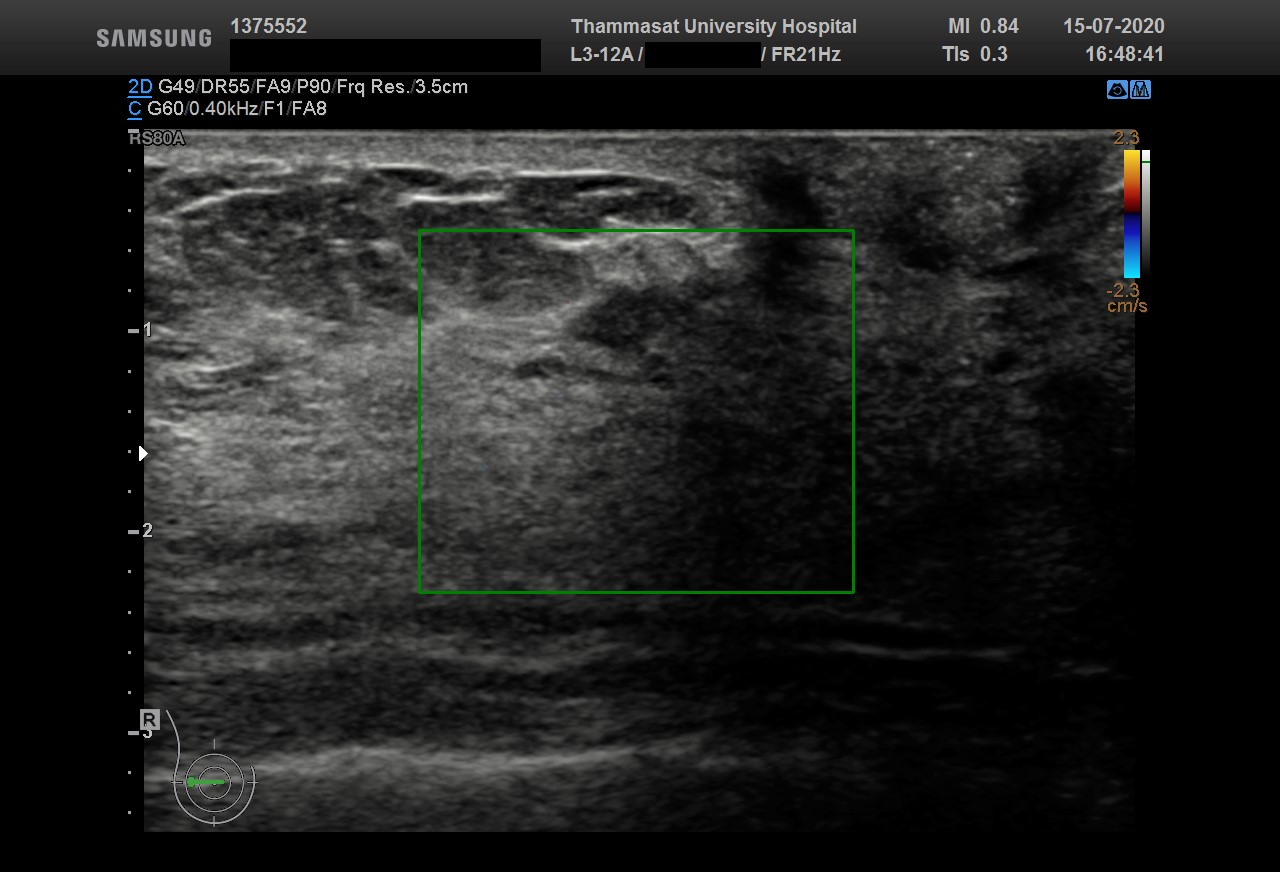 SAMSUNG
1375552
Thammasat University Hospital
MI 0.84
15-07-2020
L3-12A /
/ FR21Hz
TIs 0.3
16:48:41
2D G49/DR55/FA9/P90/Frq Res./3.5cm
C G60/0.40kHz/F1/FA8
RS80A
2.3
-2.3
cm/s
1
2
R
3